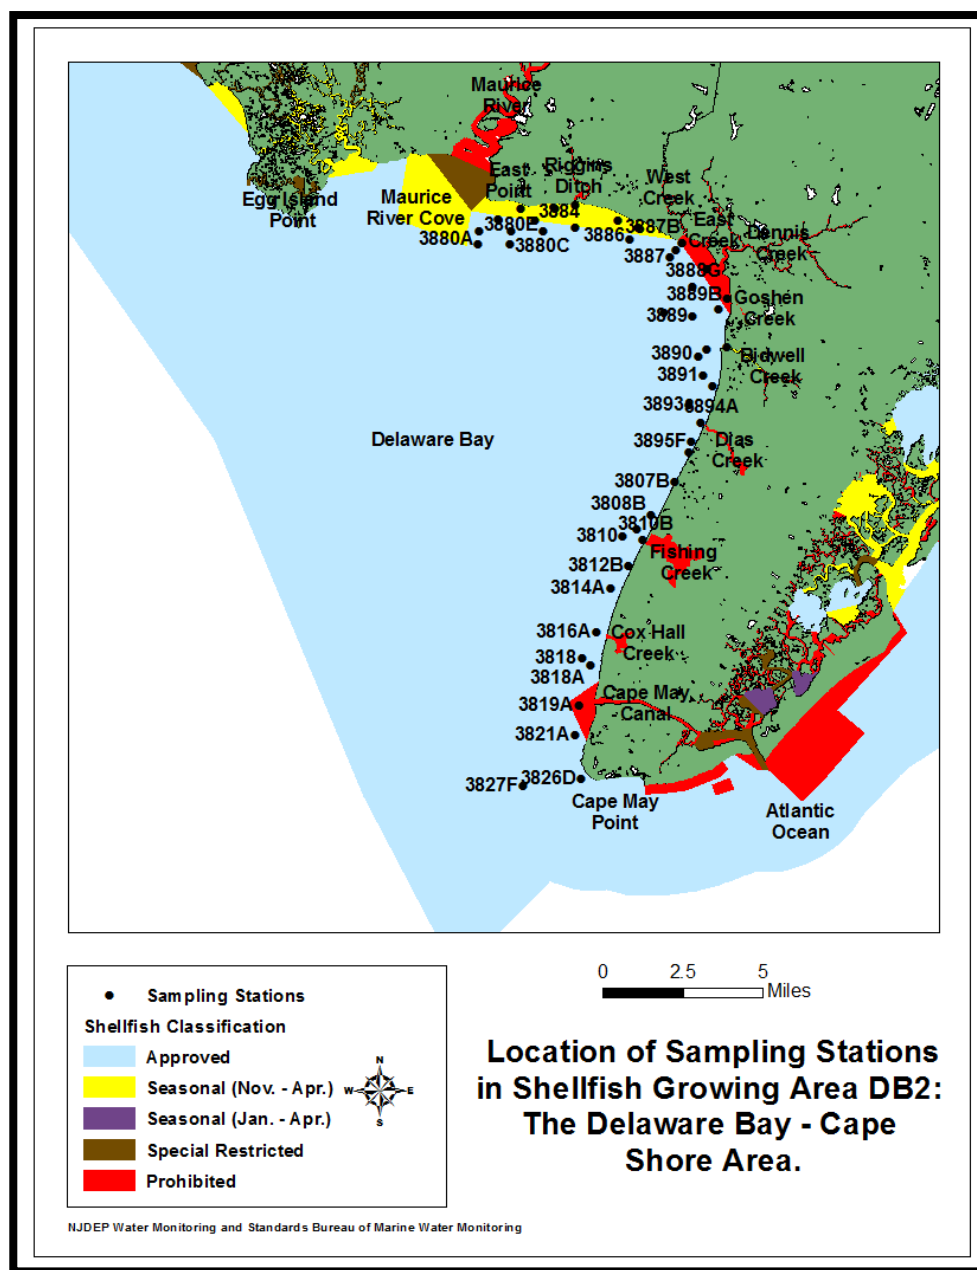 Maurice
River
Riggins
Ditch
East
Point
West
Creek
Egg Island
Point
Maurice
River Cove
3884
3880E
3887B
East
Creek
Dennis
Creek
3880A
3880C
3886
3887
3888G
3889B
Goshen
Creek
3889
3890
Bidwell
Creek
3891
3893
3894A
Delaware Bay
3895F
Dias
Creek
3807B
3808B
3810B
3810
Fishing
Creek
3812B
3814A
3816A
Cox Hall
Creek
3818
3818A
Cape May
Canal
3819A
3821A
3826D
3827F
Cape May
Point
Atlantic
Ocean
Sampling Stations
Shellfish Classification
Approved
Seasonal (Nov. - Apr.)
Seasonal (Jan. - Apr.)
Special Restricted
Prohibited
N
W E
S
0 2.5 5
Miles
Location of Sampling Stations
in Shellfish Growing Area DB2:
The Delaware Bay - Cape
Shore Area.
NJDEP Water Monitoring and Standards Bureau of Marine Water Monitoring